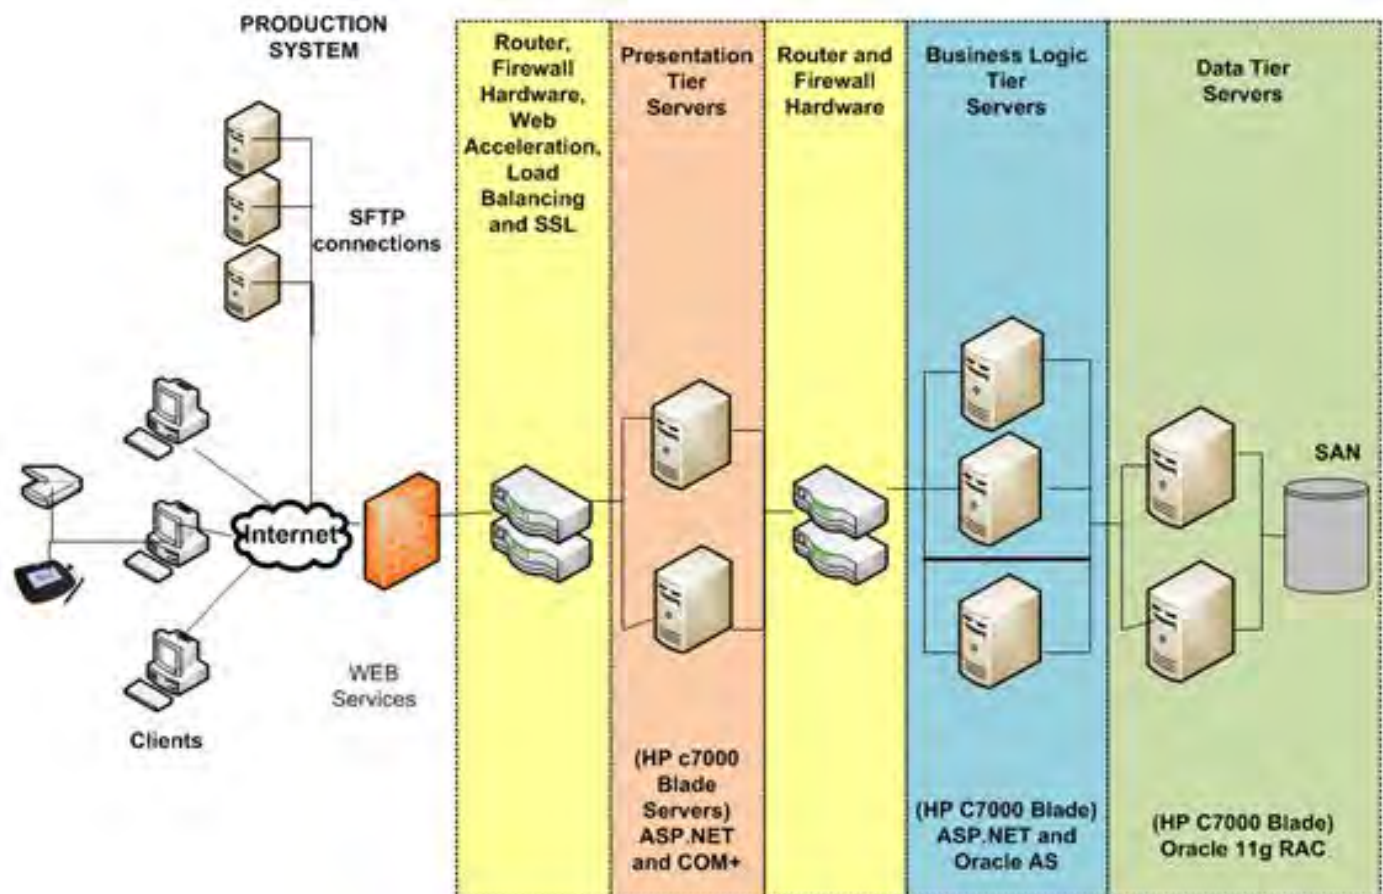 PRODUCTION
SYSTEM
SFTP
connections
Internet
WEB
Services
Clients
Router,
Firewall
Hardware,
Web
Acceleration,
Load
Balancing
and SSL
Presentation
Tier
Servers
(HP c7000
Blade
Servers)
ASP.NET
and COM+
Router and
Firewall
Hardware
Business Logic
Tier
Servers
(HP C7000 Blade)
ASP.NET and
Oracle AS
Data Tier
Servers
SAN
(HP C7000 Blade)
Oracle 11g RAC